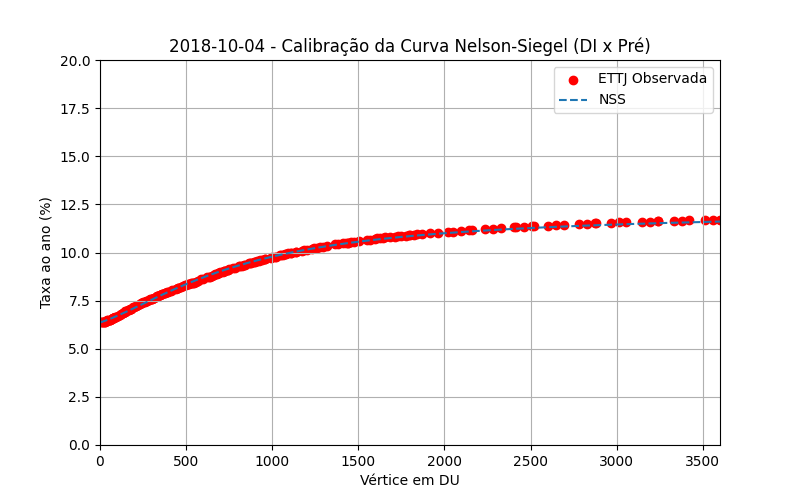 2018-10-04 - Calibração da Curva Nelson-Siegel (DI x Pré)
ETTJ Observada
NSS
Taxa ao ano (%)
20.0
17.5
15.0
12.5
10.0
7.5
5.0
2.5
0.0
0 500 1000 1500 2000 2500 3000 3500
Vértice em DU